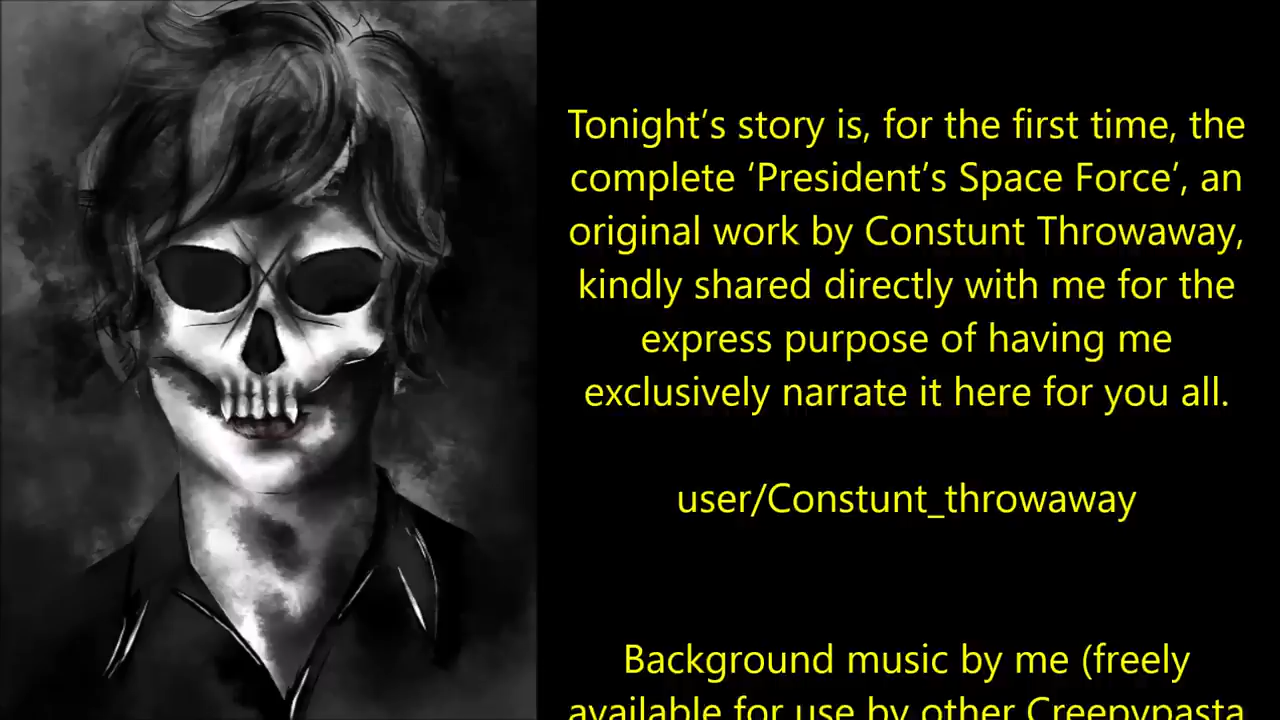 Tonight’s story is, for the first time, the
complete ‘President’s Space Force’, an
original work by Constunt Throwaway,
kindly shared directly with me for the
express purpose of having me
exclusively narrate it here for you all.
user/Constunt_throwaway
Background music by me (freely
available for use by other Creepypasta